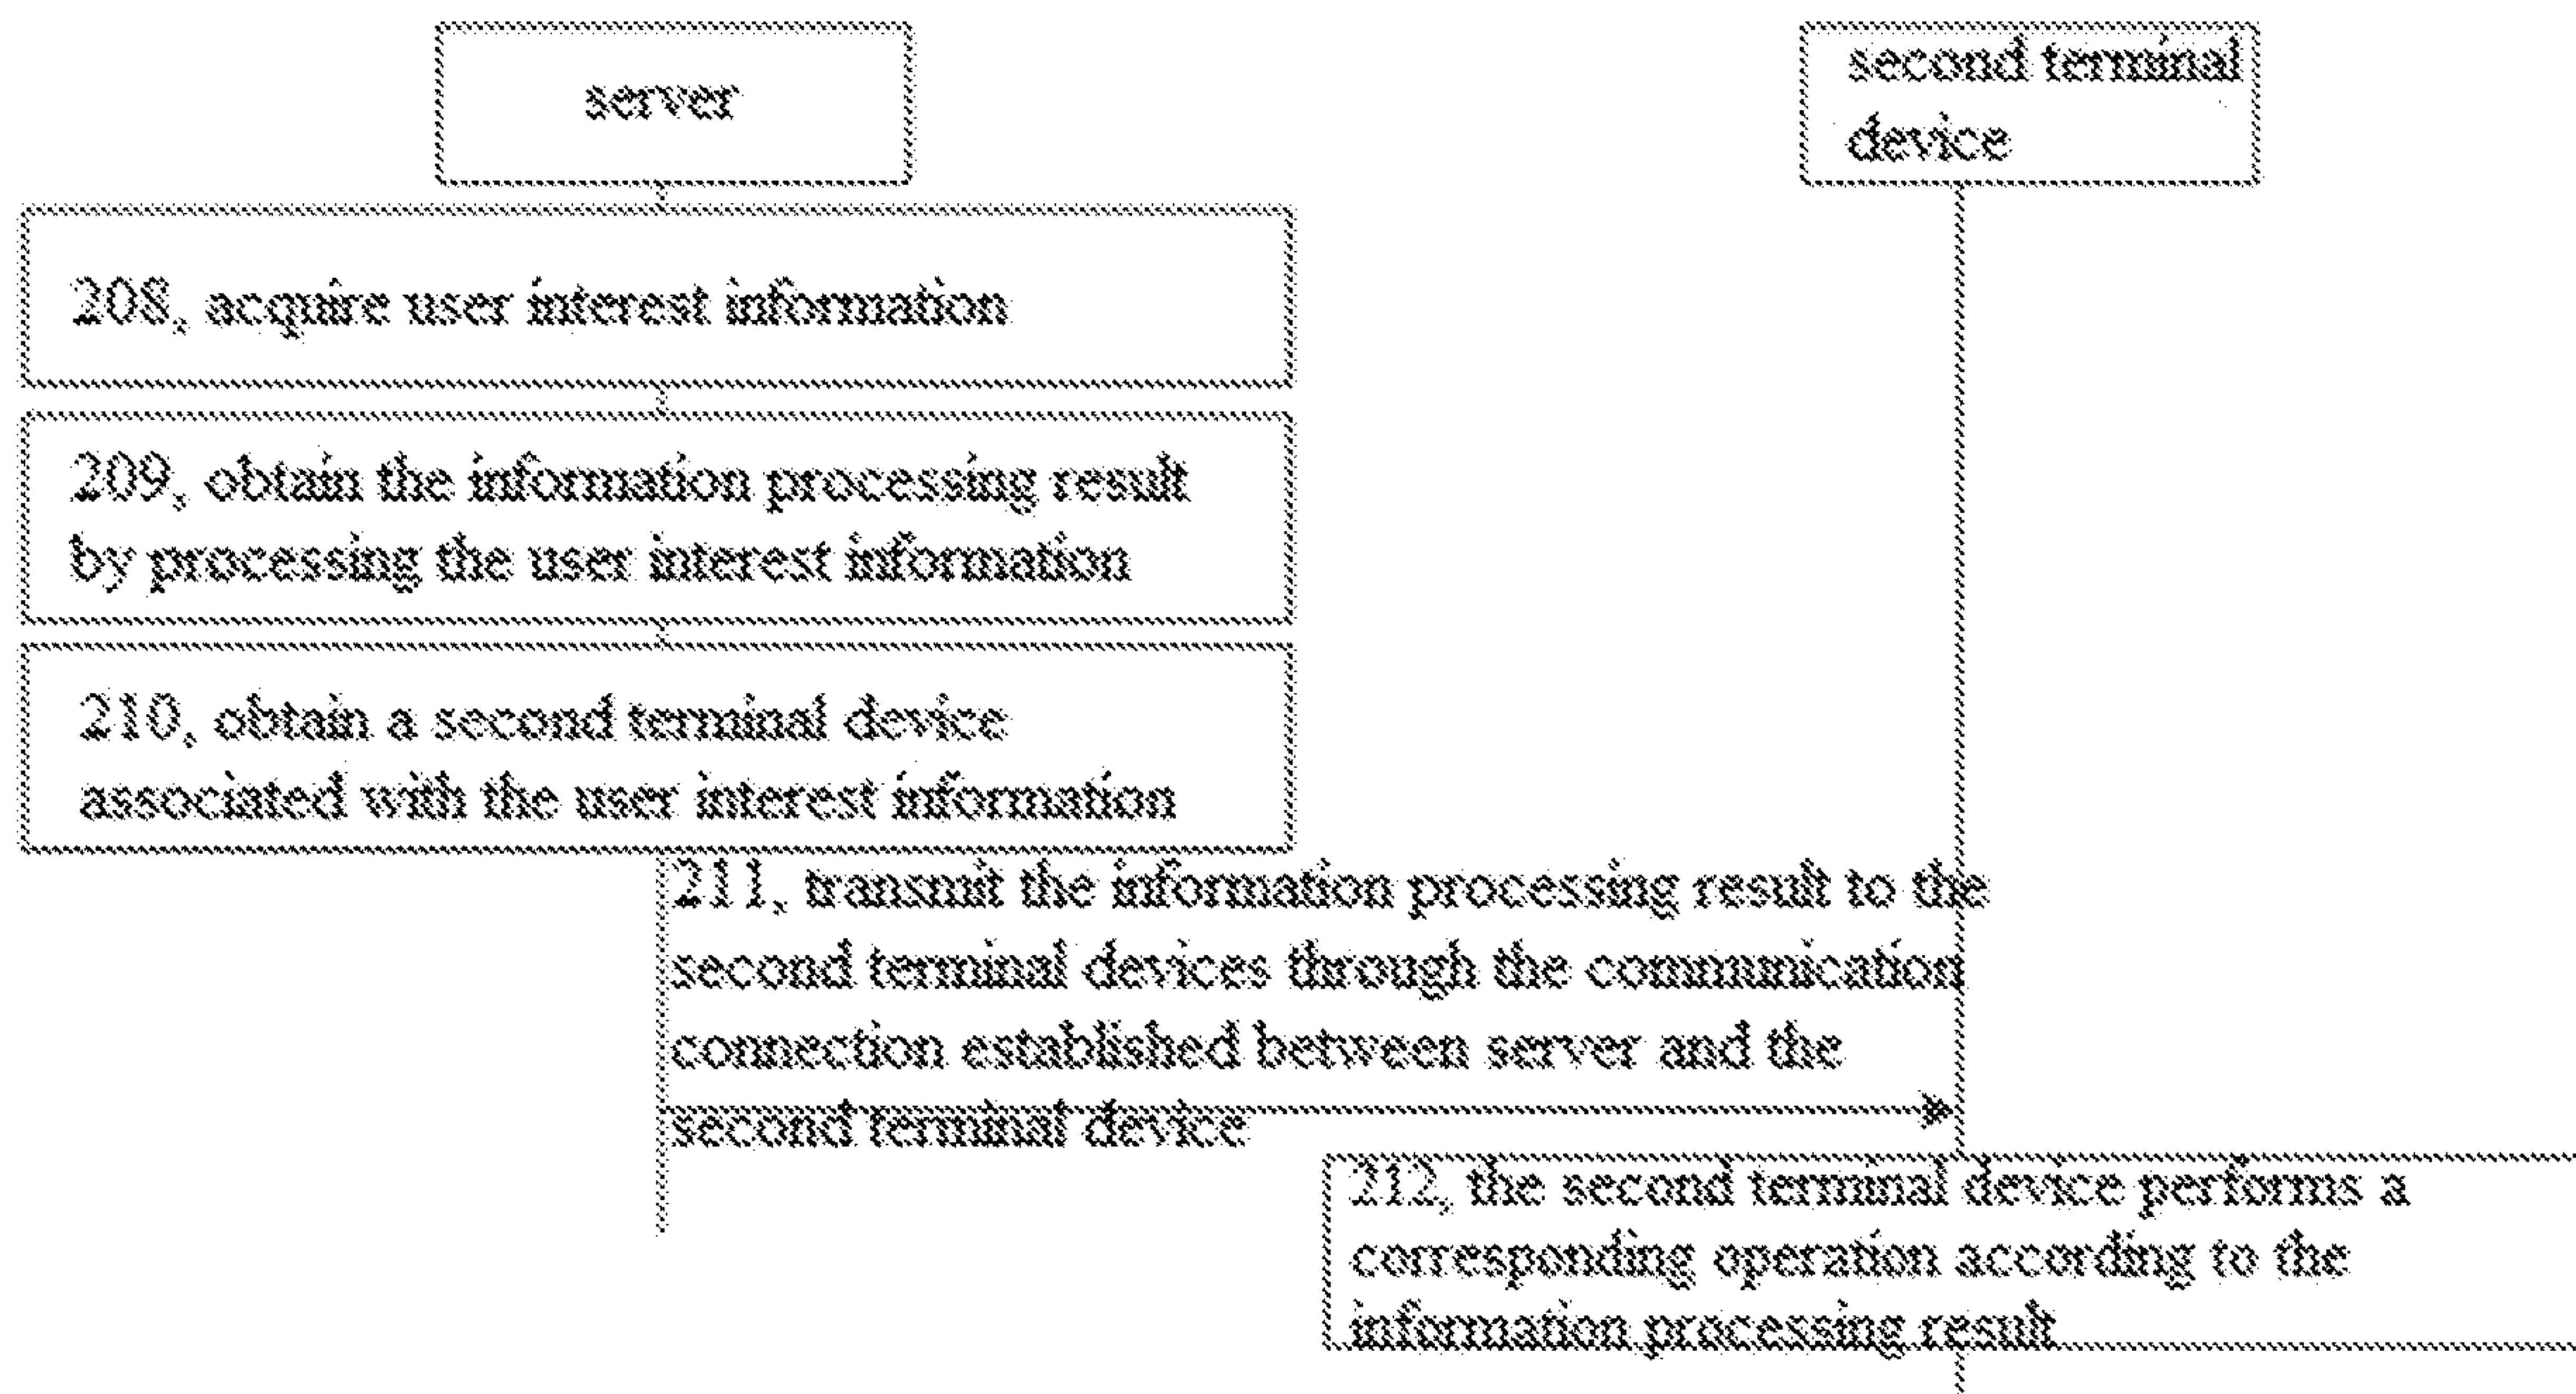 server
second terminal
device
208, acquire user interest information
209, obtain the information processing result
by processing the user interest information
210, obtain a second terminal device
associated with the user interest information
211, transmit the information processing result to the
second terminal devices through the communication
connection established between server and the
second terminal device
212, the second terminal device performs a
corresponding operation according to the
information processing result